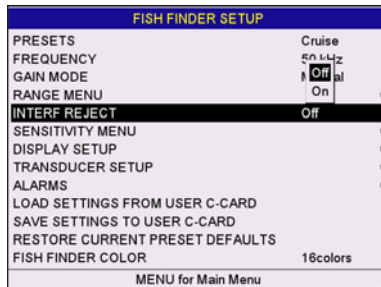 FISH FINDER SETUP
PRESETS Cruise
FREQUENCY 50 kHz
GAIN MODE
RANGE MENU
INTERF REJECT Off
Off
On
SENSITIVITY MENU
DISPLAY SETUP
TRANSDUCER SETUP
ALARMS
LOAD SETTINGS FROM USER C-CARD
SAVE SETTINGS TO USER C-CARD
RESTORE CURRENT PRESET DEFAULTS
FISH FINDER COLOR 16colors
MENU for Main Menu